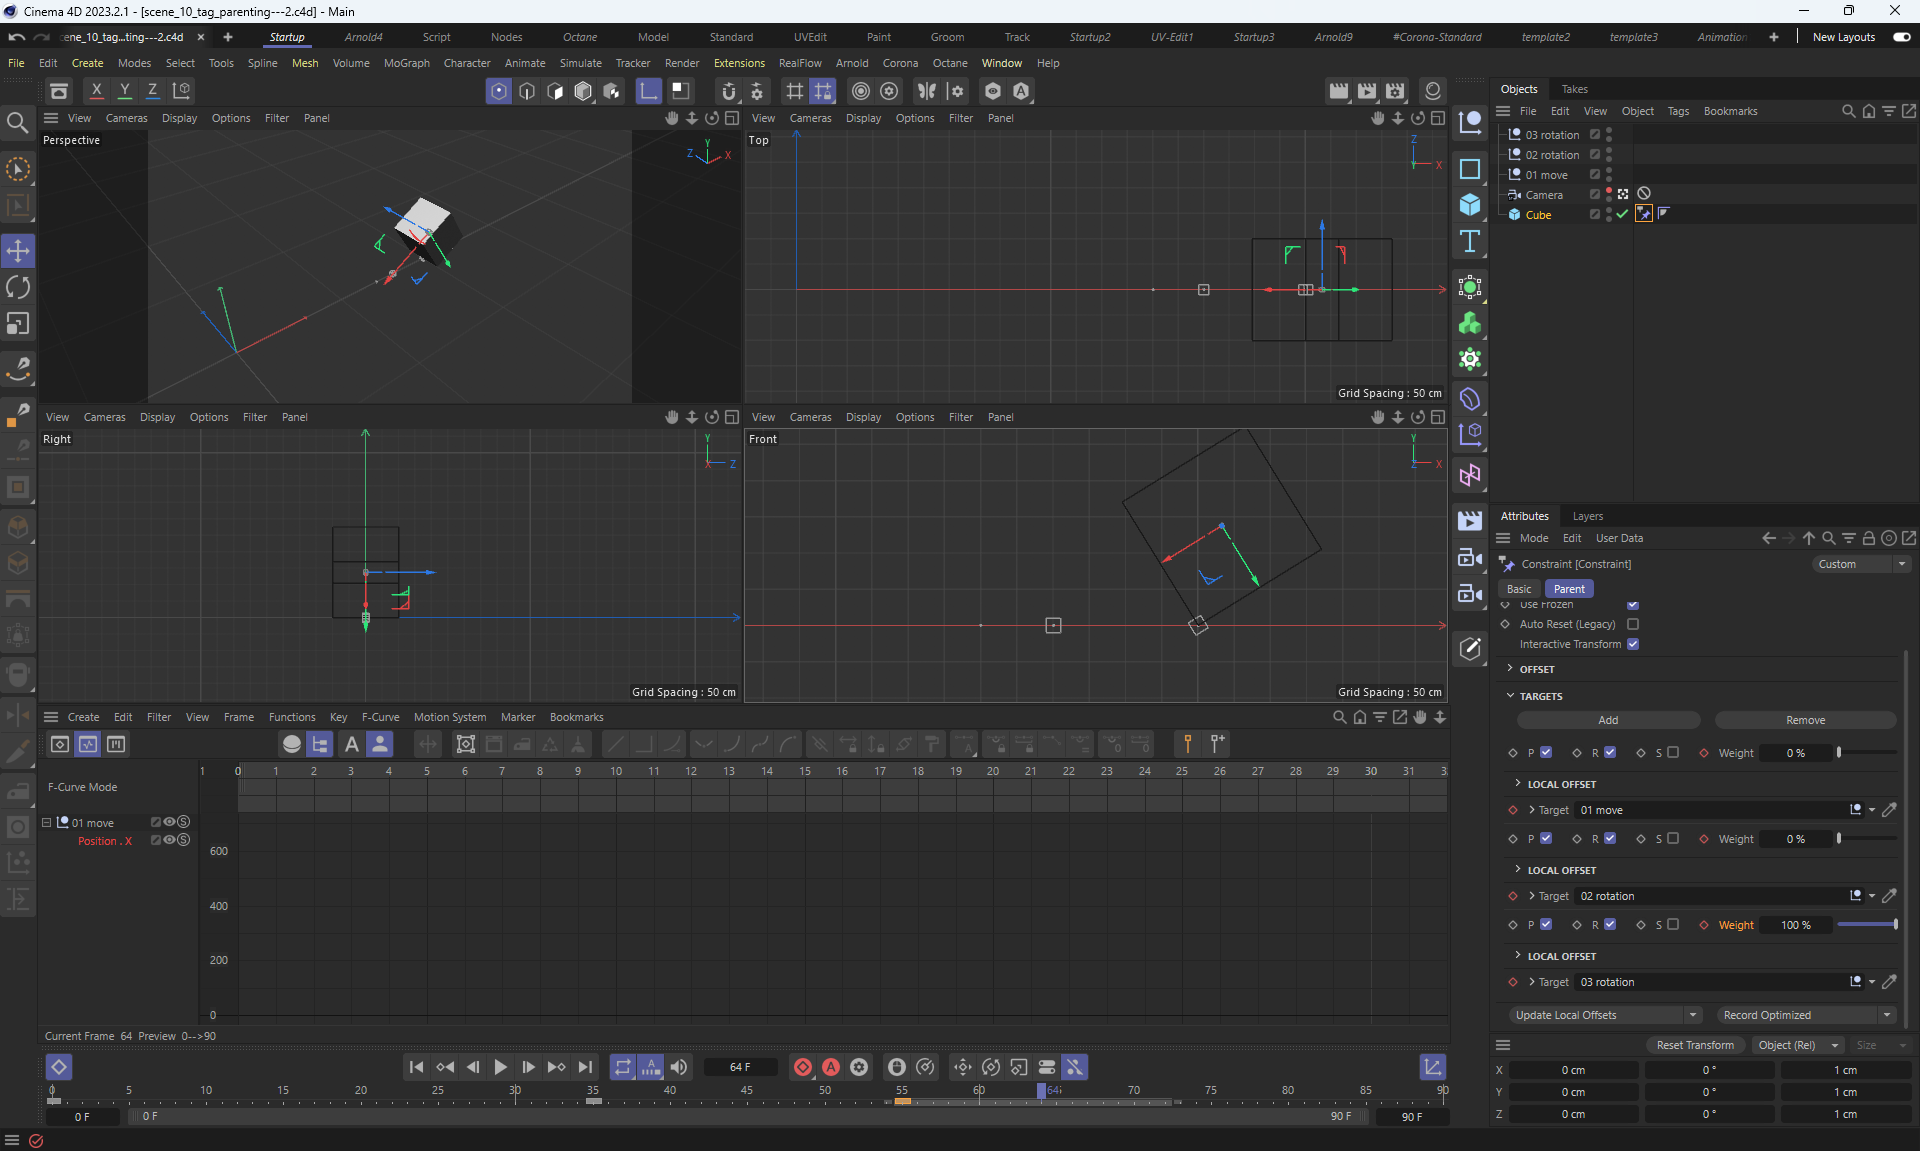 Cinema 4D 2023.2.1 - [scene_10_tag_parenting---2.c4d] - Main
ene_10_tag...ting---2.c4d
Startup Arnold4 Script Nodes Octane Model Standard UVEdit Paint Groom Track Startup2 UV-Edit1 Startup3 Arnold9 #Corona-Standard template2 template3 Animation New Layouts
File Edit Create Modes Select Tools Spline Mesh Volume MoGraph Character Animate Simulate Tracker Render Extensions RealFlow Arnold Corona Octane Window Help
X Y Z
Objects Takes
File Edit View Object Tags Bookmarks
View Cameras Display Options Filter Panel
View Cameras Display Options Filter Panel
Perspective
Y
Z X
Top
Z
Y X
03 rotation
02 rotation
01 move
Camera
Cube
Grid Spacing : 50 cm
View Cameras Display Options Filter Panel
View Cameras Display Options Filter Panel
Right
Y
X Z
Front
Y
Z X
Grid Spacing : 50 cm
Grid Spacing : 50 cm
Attributes Layers
Mode Edit User Data
Constraint [Constraint]
Custom
Basic Parent
Use Frozen
Auto Reset (Legacy)
Interactive Transform
OFFSET
TARGETS
Add Remove
P R S Weight 0 %
LOCAL OFFSET
Target 01 move
P R S Weight 0 %
LOCAL OFFSET
Target 02 rotation
P R S Weight 100 %
LOCAL OFFSET
Target 03 rotation
Update Local Offsets Record Optimized
Reset Transform Object (Rel) Size
X 0 cm 0 ° 1 cm
Y 0 cm 0 ° 1 cm
Z 0 cm 0 ° 1 cm
Create Edit Filter View Frame Functions Key F-Curve Motion System Marker Bookmarks
1 0 1 2 3 4 5 6 7 8 9 10 11 12 13 14 15 16 17 18 19 20 21 22 23 24 25 26 27 28 29 30 31 3
F-Curve Mode
01 move
Position . X
600
400
200
0
Current Frame 64 Preview 0-->90
64 F
0 5 10 15 20 25 30 35 40 45 50 55 60 64 70 75 80 85 90
0 F 0 F 90 F 90 F